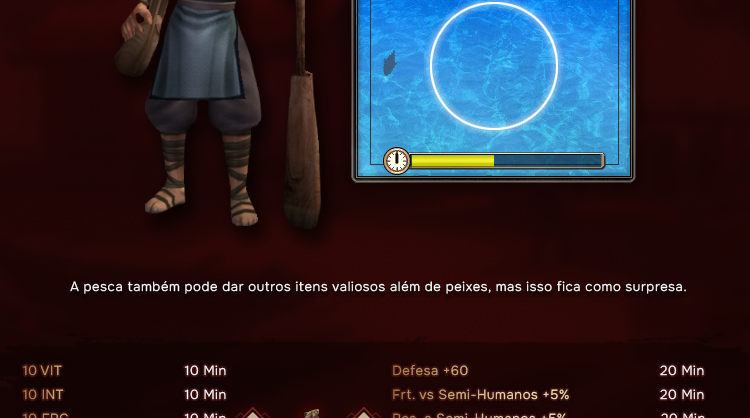 A pesca também pode dar outros itens valiosos além de peixes, mas isso fica como surpresa.
10 VIT 10 Min Defesa +60 20 Min
10 INT 10 Min Frt. vs Semi-Humanos +5% 20 Min